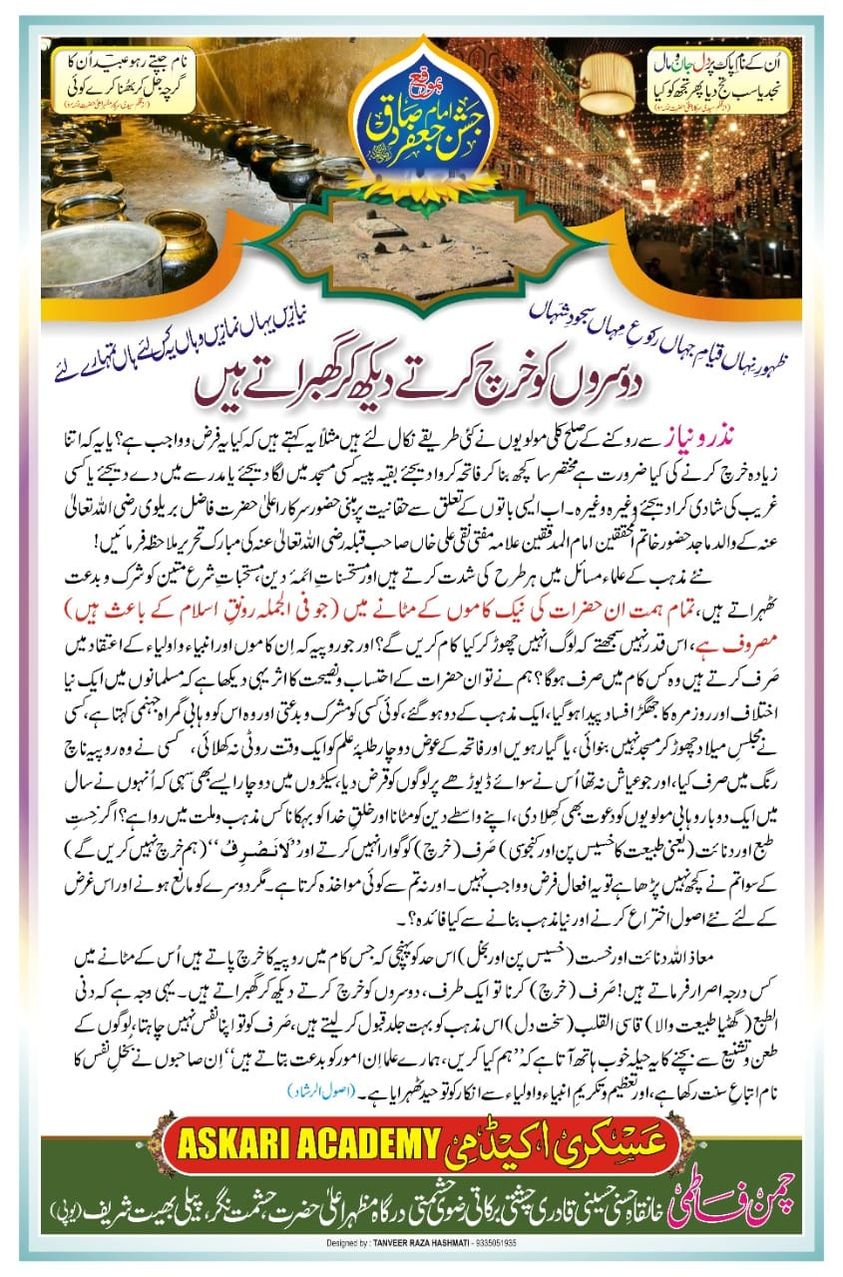 اُن کے نامِ پاک پر دل جان و مال
نجدیا سب تج دیا پھر تجھ کو کیا
نام جپتے رہو عبیدؔ اُن کا
گرچہ جل کر بھُنا کرے کوئی
بموقع
جشن امام جعفر صادق
ظہورِ نہاں قیامِ جہاں رکوعِ مہاں سجودِ شہاں
نیازیں یہاں نمازیں وہاں یہ کس لئے ہاں تمہارے لئے
دوسروں کو خرچ کرتے دیکھ کر گھبراتے ہیں
نذر و نیاز سے روکنے کے صلح کلی مولویوں نے کئی طریقے نکال لئے ہیں مثلاً یہ کہتے ہیں کہ کیا یہ فرض و واجب ہے؟ یا یہ کہ اتنا
زیادہ خرچ کرنے کی کیا ضرورت ہے مختصر سا کچھ بنا کر فاتحہ کروا دیجئے بقیہ پیسہ کسی مسجد میں لگا دیجئے یا مدرسے میں دے دیجئے یا کسی
غریب کی شادی کرا دیجئے وغیرہ وغیرہ۔ اب ایسی باتوں کے تعلق سے حقانیت پر مبنی حضور سرکار اعلیٰ حضرت فاضل بریلوی رضی اللہ تعالیٰ
عنہ کے والد ماجد حضور خاتم المحققین امام المدققین علامہ مفتی نقی علی خاں صاحب قبلہ رضی اللہ تعالیٰ عنہ کی مبارک تحریر ملاحظہ فرمائیں!
نئے مذہب کے علماء مسائل میں ہر طرح کی شدت کرتے ہیں اور مستحسناتِ ائمۂ دین، مستحباتِ شرع متین کو شرک و بدعت
ٹھہراتے ہیں، تمام ہمت ان حضرات کی نیک کاموں کے مٹانے میں (جو فی الجملہ رونقِ اسلام کے باعث ہیں)
مصروف ہے، اس قدر نہیں سمجھتے کہ لوگ انہیں چھوڑ کر کیا کام کریں گے؟ اور جو روپیہ کہ اِن کاموں اور انبیاء و اولیاء کے اعتقاد میں
صَرف کرتے ہیں وہ کس کام میں صرف ہوگا؟ ہم نے تو ان حضرات کے احتساب و نصیحت کا اثر یہی دیکھا ہے کہ مسلمانوں میں ایک نیا
اختلاف اور روز مرہ کا جھگڑا فساد پیدا ہو گیا، ایک مذہب کے دو ہو گئے، کوئی کسی کو مشرک و بدعتی اور وہ اس کو وہابی گمراہ جہنمی کہتا ہے، کسی
نے مجلسِ میلاد چھوڑ کر مسجد نہیں بنوائی، یا گیارہویں اور فاتحہ کے عوض دو چار طلبۂ علم کو ایک وقت روٹی نہ کھلائی، کسی نے وہ روپیہ ناچ
رنگ میں صرف کیا، اور جو عیاش نہ تھا اُس نے سوائے ڈیوڑھے پر لوگوں کو قرض دیا، سیکڑوں میں دو چار ایسے بھی سہی کہ اُنہوں نے سال
میں ایک دو بار وہابی مولویوں کو دعوت بھی کھلا دی، اپنے واسطے دین کو مٹانا اور خلقِ خدا کو بہکانا کس مذہب و ملت میں روا ہے؟ اگر خِسّتِ
طبع اور دنائت (یعنی طبیعت کا خسیس پن اور کنجوسی) صَرف (خرچ) کو گوارا نہیں کرتے اور ’’لَا نَصْرِفُ‘‘ (ہم خرچ نہیں کریں گے)
کے سوا تم نے کچھ نہیں پڑھا ہے تو یہ افعال فرض و واجب نہیں۔ اور نہ تم سے کوئی مواخذہ کرتا ہے۔ مگر دوسرے کو مانع ہونے اور اس غرض
کے لئے نئے اصول اختراع کرنے اور نیا مذہب بنانے سے کیا فائدہ؟۔
معاذ اللہ دنائت اور خست (خسیس پن اور بخل) اس حد کو پہنچی کہ جس کام میں روپیہ کا خرچ پاتے ہیں اُس کے مٹانے میں
کس درجہ اصرار فرماتے ہیں! صَرف (خرچ) کرنا تو ایک طرف، دوسروں کو خرچ کرتے دیکھ کر گھبراتے ہیں۔ یہی وجہ ہے کہ دنی
الطبع (گھٹیا طبیعت والا) قاسی القلب (سخت دل) اس مذہب کو بہت جلد قبول کر لیتے ہیں، صَرف کو تو اپنا نفس نہیں چاہتا، لوگوں کے
طعن و تشنیع سے بچنے کا یہ حیلہ خوب ہاتھ آتا ہے کہ ’’ہم کیا کریں، ہمارے علما اِن امور کو بدعت بتاتے ہیں‘‘ اِن صاحبوں نے بخلِ نفس کا
نام اتباعِ سنت رکھا ہے، اور تعظیم و تکریمِ انبیاء و اولیاء سے انکار کو توحید ٹھہرایا ہے۔ (اصول الرشاد)
ASKARI ACADEMY عسکری اکیڈمی
چمن فاطمی خانقاہ حسنی حسینی قادری چشتی برکاتی رضوی حشمتی درگاہ مظہر اعلیٰ حضرت حشمت نگر، پیلی بھیت شریف (یوپی)
Designed by : TANVEER RAZA HASHMATI - 9335051935